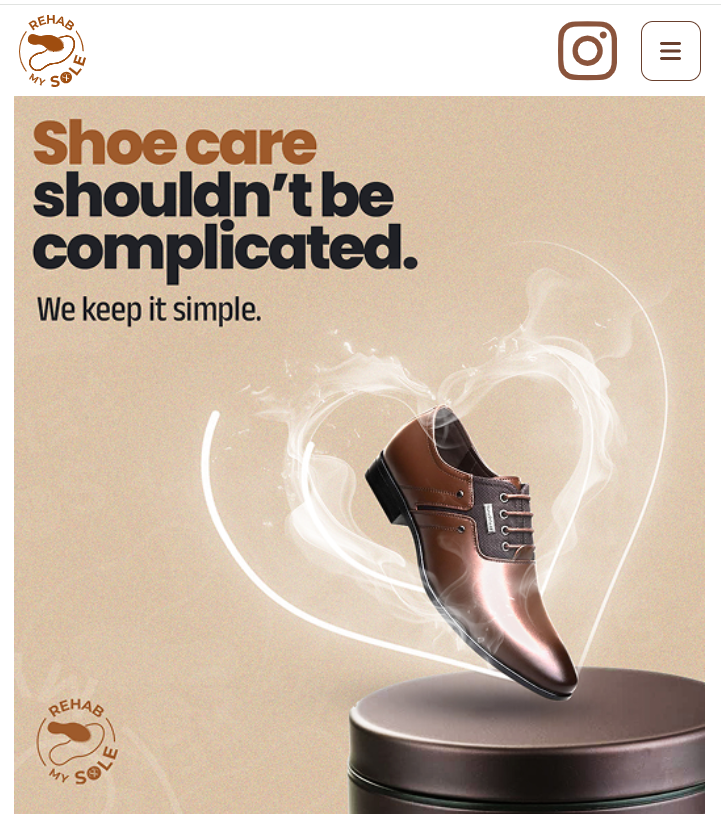 REHAB
MY SOLE
Shoe care
shouldn’t be
complicated.
We keep it simple.
REHAB
MY SOLE